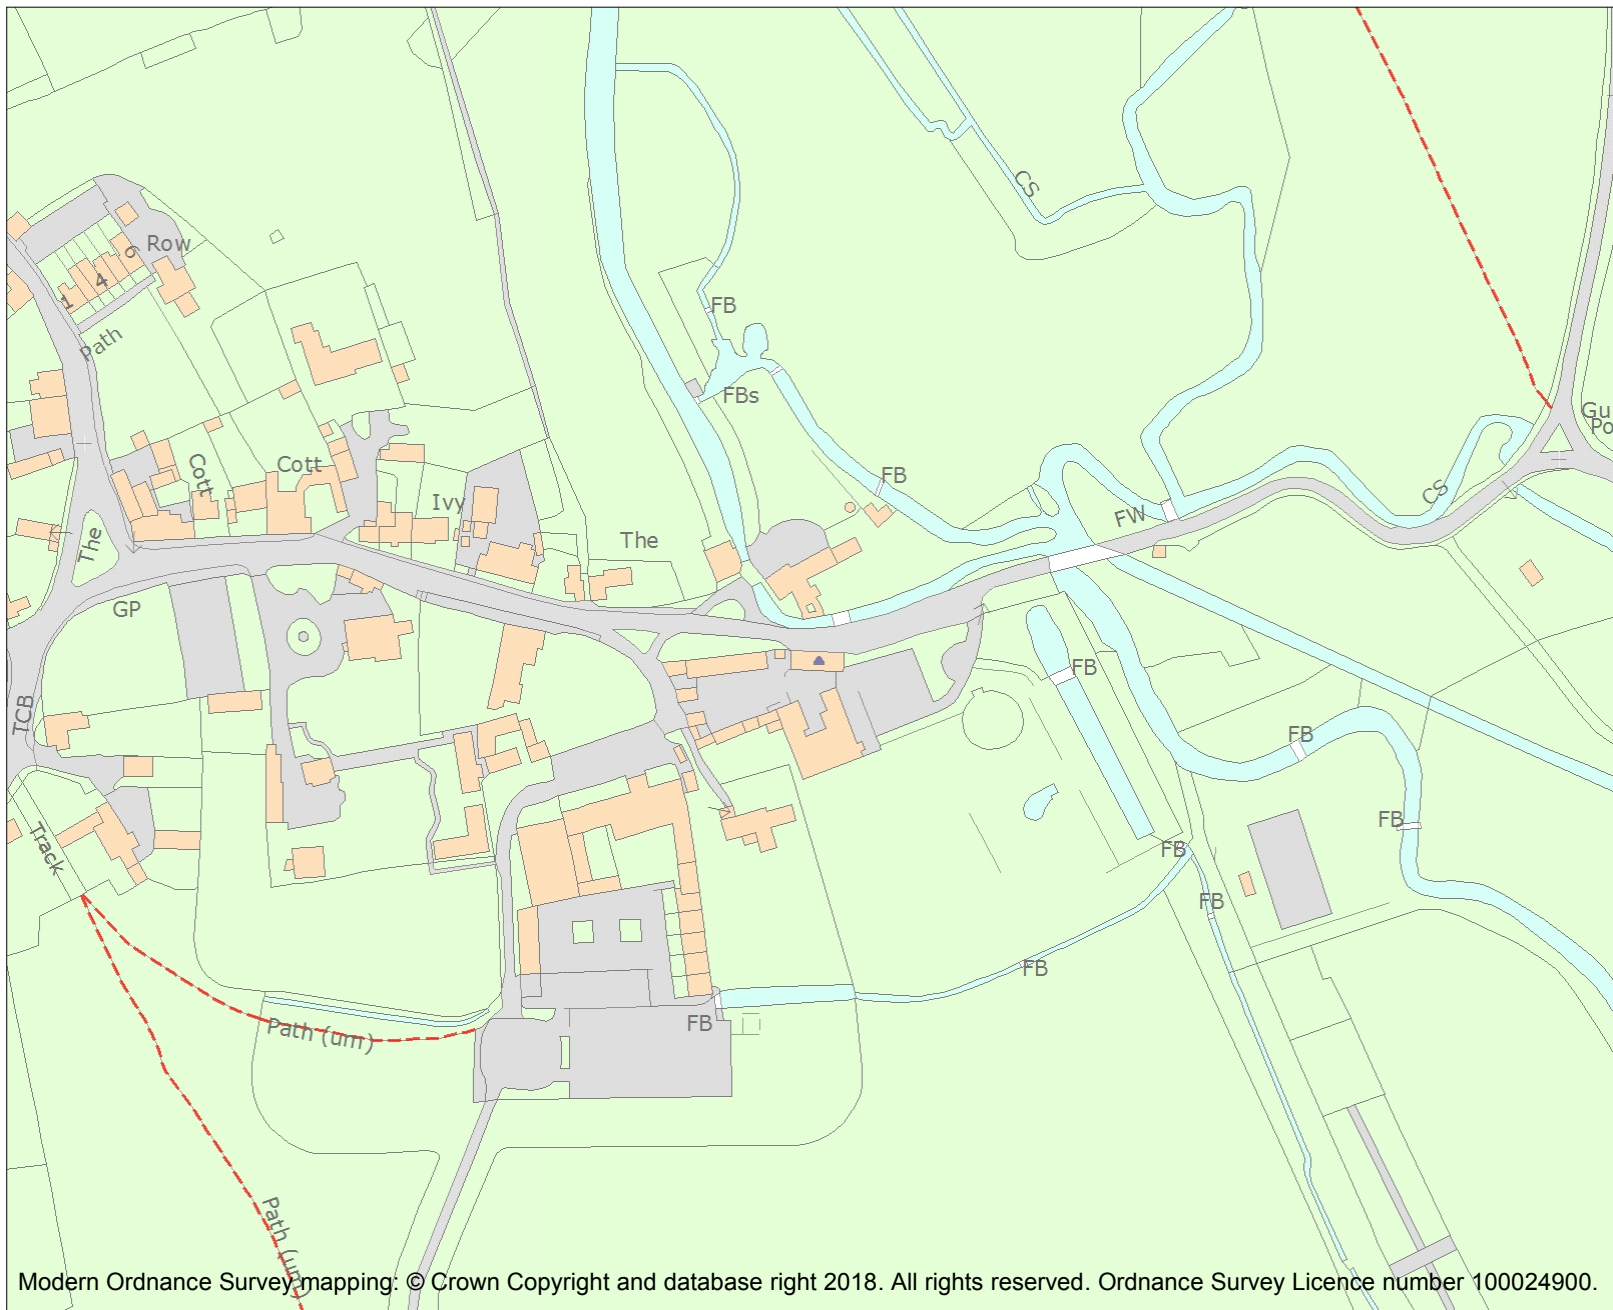 CS
Row
6
4
1
FB
Path
FBs
Gu
Po
Cott
Cott
FB
CS
Ivy
FW
The
The
GP
FB
TCB
FB
FB
Track
FB
FB
FB
FB
Path (um)
Path (um)
Modern Ordnance Survey mapping: © Crown Copyright and database right 2018. All rights reserved. Ordnance Survey Licence number 100024900.